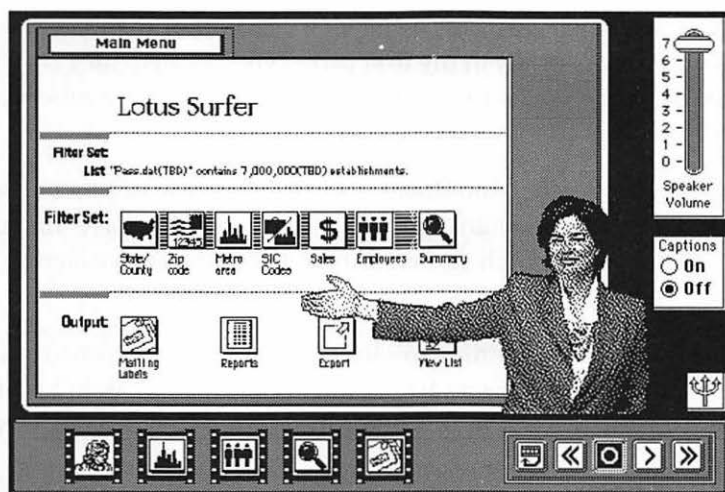 Main Menu
Lotus Surfer
Filter Set:
List "Pass.dat(TBD)" contains 7,000,000(TBD) establishments.
Filter Set:
12345
$
State/
County
Zip
code
Metro
area
SIC
Codes
Sales
Employees
Summary
Output:
Mailing
Labels
Reports
Export
View List
7
6
5
4
3
2
1
0
Speaker
Volume
Captions
On
Off